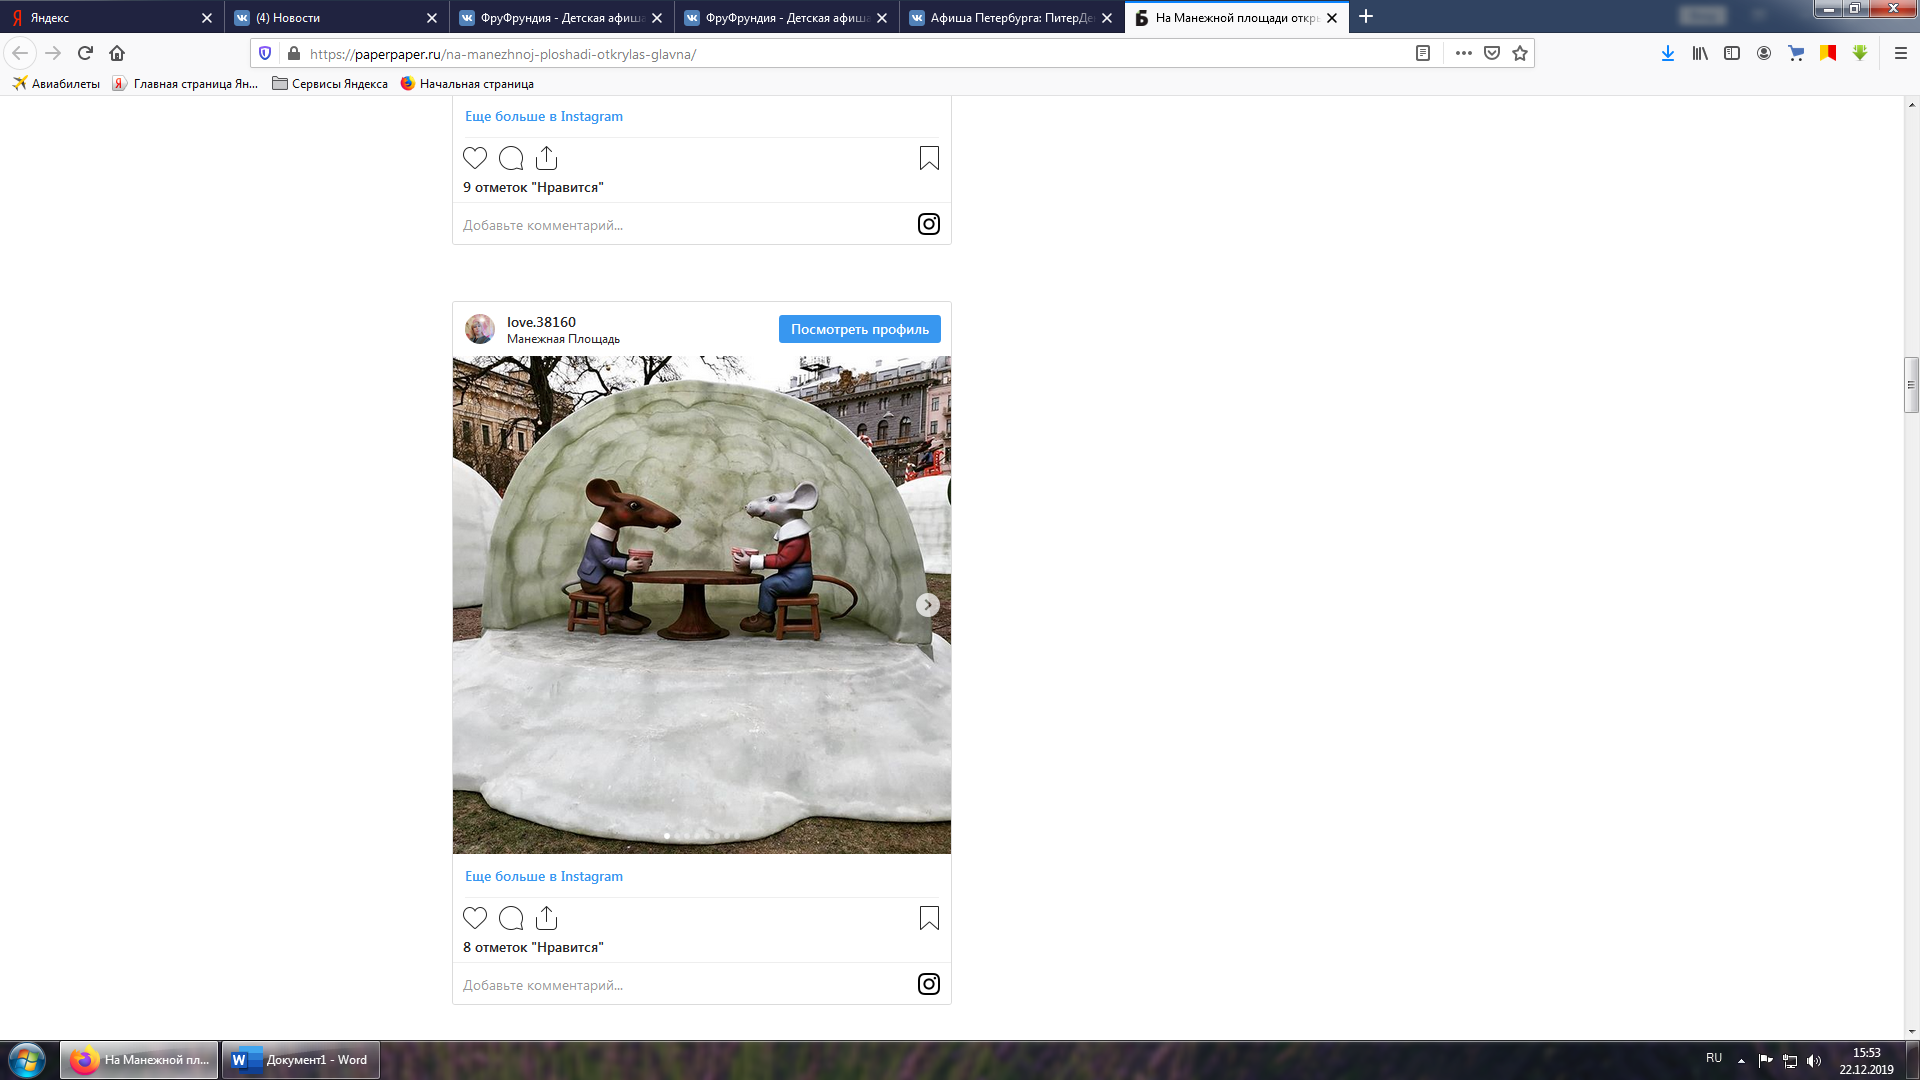 Яндекс
(4) Новости
ФруФрундия - Детская афиша
ФруФрундия - Детская афиша
Афиша Петербурга: ПитерДе
На Манежной площади откры
https://paperpaper.ru/na-manezhnoj-ploshadi-otkrylas-glavna/
Авиабилеты
Главная страница Ян...
Сервисы Яндекса
Начальная страница
Еще больше в Instagram
9 отметок "Нравится"
Добавьте комментарий...
love.38160
Манежная Площадь
Посмотреть профиль
Еще больше в Instagram
8 отметок "Нравится"
Добавьте комментарий...
На Манежной пл...
Документ1 - Word
RU
15:53
22.12.2019